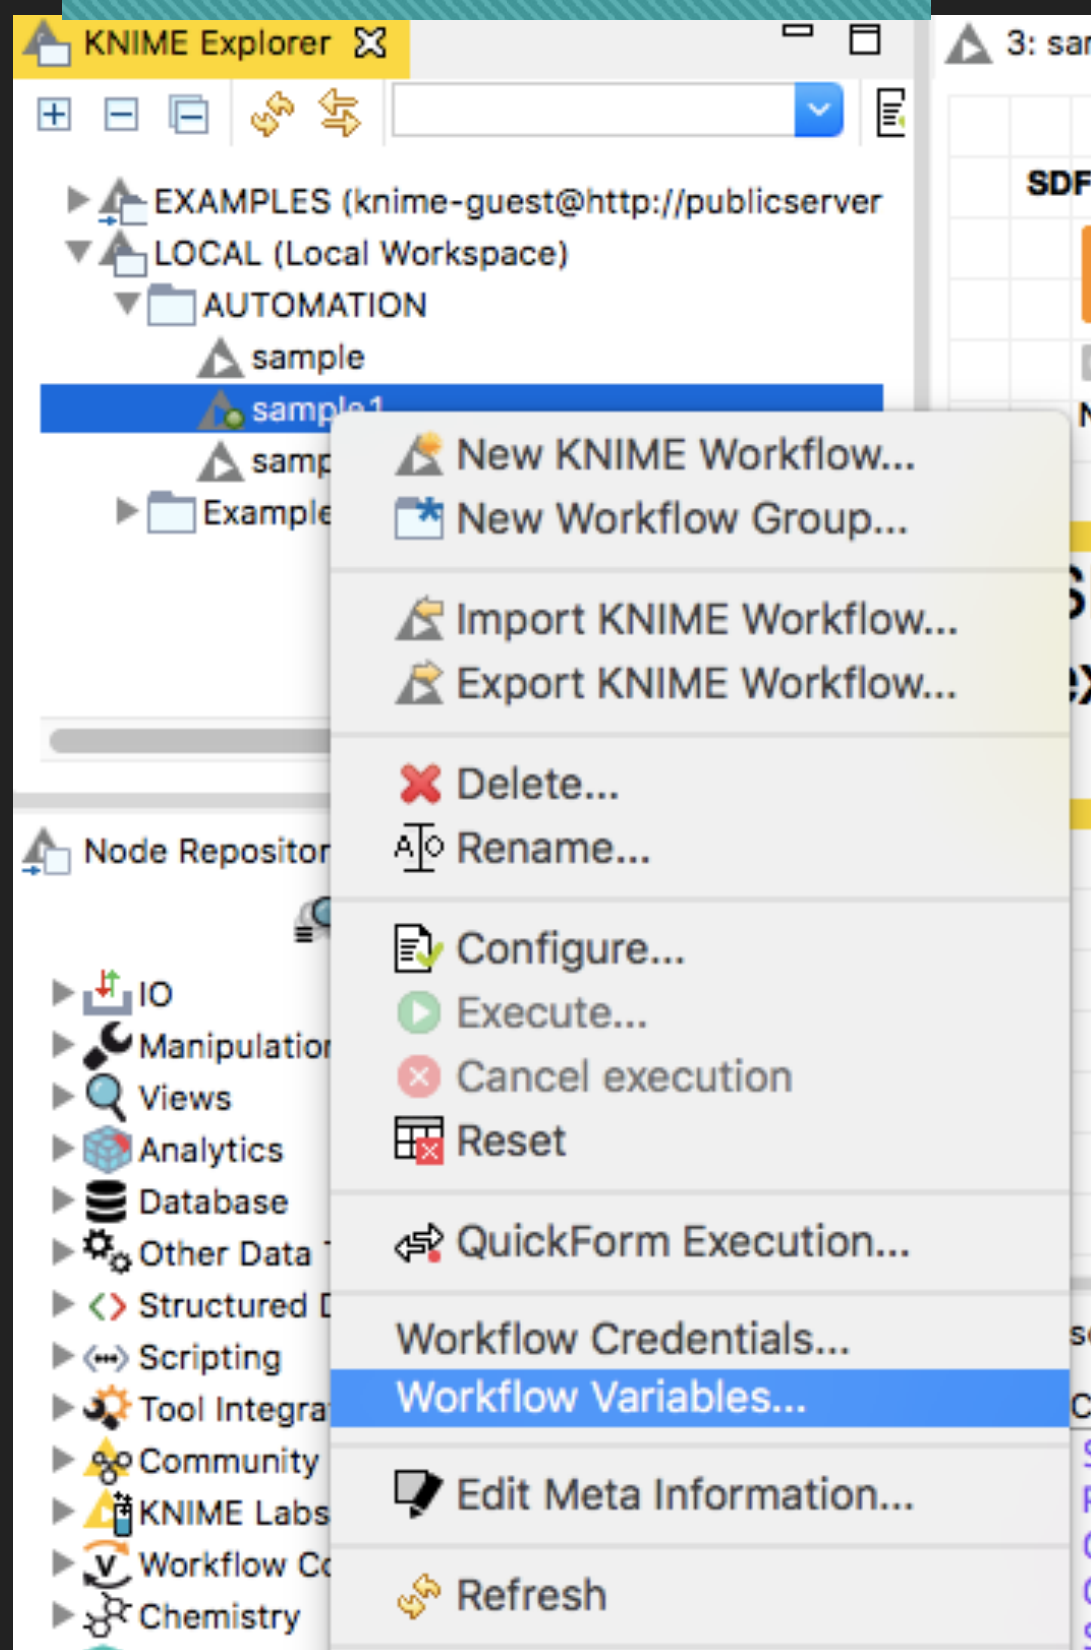 KNIME Explorer
3: sar
EXAMPLES (knime-guest@http://publicserver
LOCAL (Local Workspace)
AUTOMATION
sample
sample1
samp
Example
SDF
New KNIME Workflow...
New Workflow Group...
Import KNIME Workflow...
Export KNIME Workflow...
Delete...
Rename...
Configure...
Execute...
Cancel execution
Reset
QuickForm Execution...
Workflow Credentials...
Workflow Variables...
Edit Meta Information...
Refresh
Node Repositor
IO
Manipulation
Views
Analytics
Database
Other Data T
Structured D
Scripting
Tool Integra
Community
KNIME Labs
Workflow Co
Chemistry